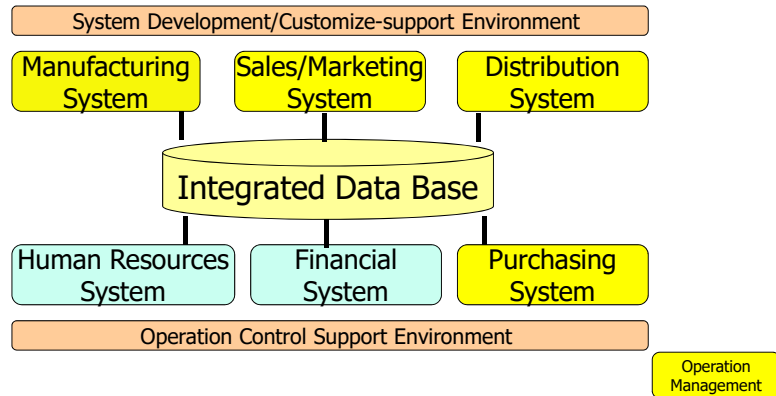 System Development/Customize-support Environment
Manufacturing
System
Sales/Marketing
System
Distribution
System
Integrated Data Base
Human Resources
System
Financial
System
Purchasing
System
Operation Control Support Environment
Operation
Management